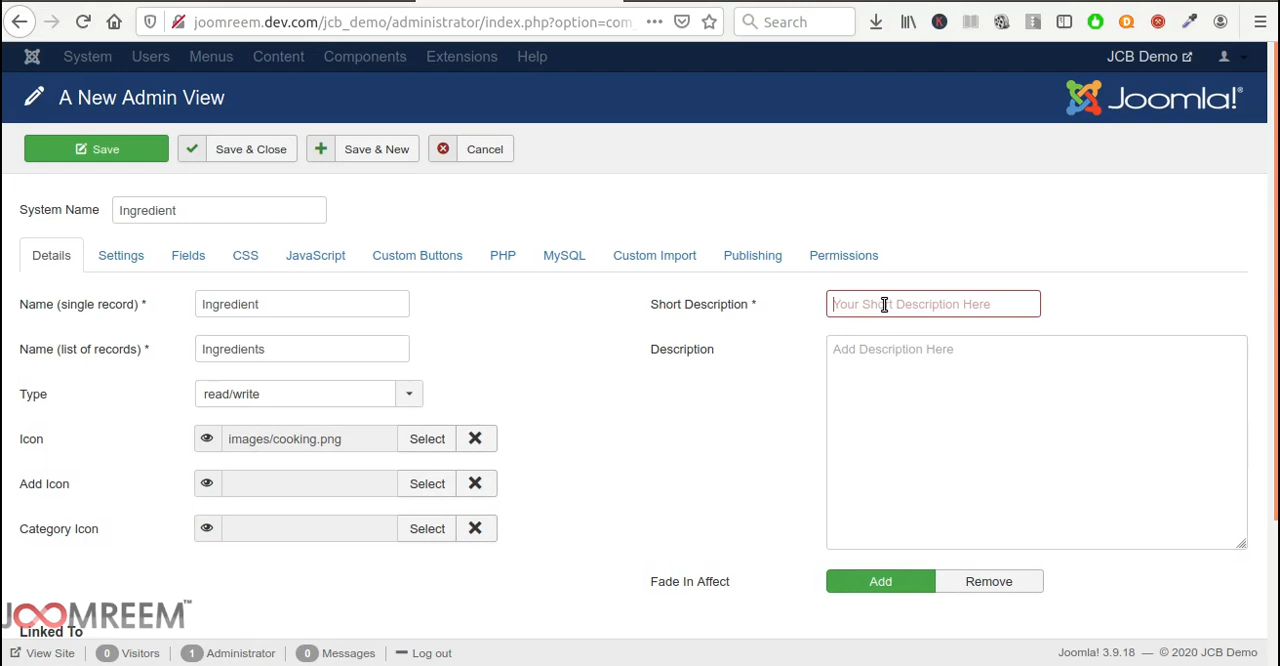 joomreem.dev.com/jcb_demo/administrator/index.php?option=com_
Search
System Users Menus Content Components Extensions Help
JCB Demo
A New Admin View
Joomla!®
Save
Save & Close
Save & New
Cancel
System Name
Ingredient
Details Settings Fields CSS JavaScript Custom Buttons PHP MySQL Custom Import Publishing Permissions
Name (single record) *
Ingredient
Short Description *
Your Short Description Here
Name (list of records) *
Ingredients
Description
Add Description Here
Type
read/write
Icon
images/cooking.png
Select
Add Icon
Select
Category Icon
Select
Fade In Affect
Add
Remove
JOOMREEM™
Linked To
View Site
0 Visitors
1 Administrator
0 Messages
Log out
Joomla! 3.9.18 — © 2020 JCB Demo